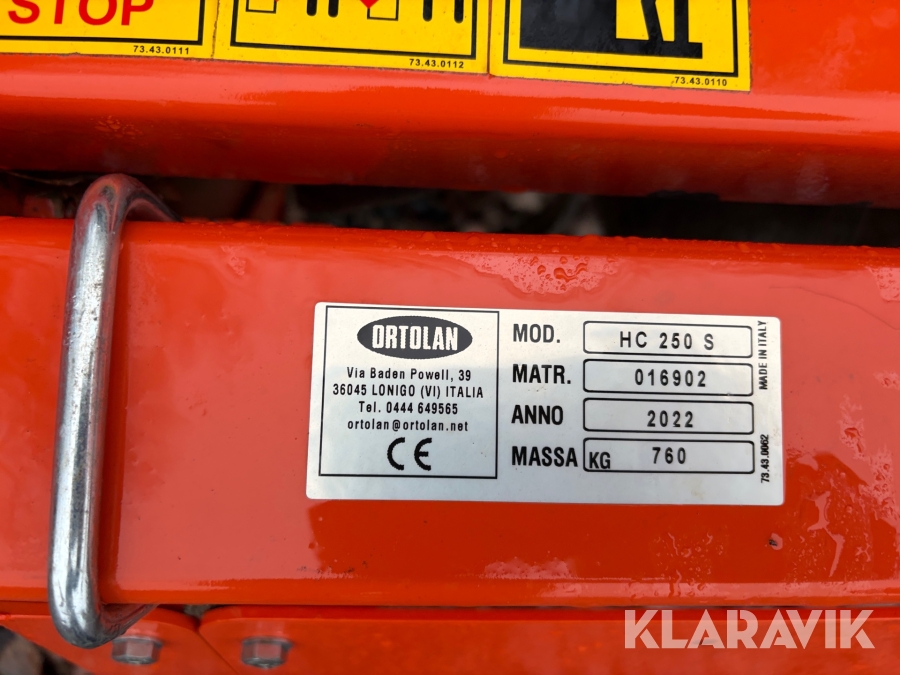 STOP
73.43.0111
73.43.0112
73.43.0110
ORTOLAN
Via Baden Powell, 39
36045 LONIGO (VI) ITALIA
Tel. 0444 649565
ortolan@ortolan.net
CE
MOD. HC 250 S
MATR. 016902
ANNO 2022
MASSA KG 760
MADE IN ITALY
73.43.0062
KLARAVIK